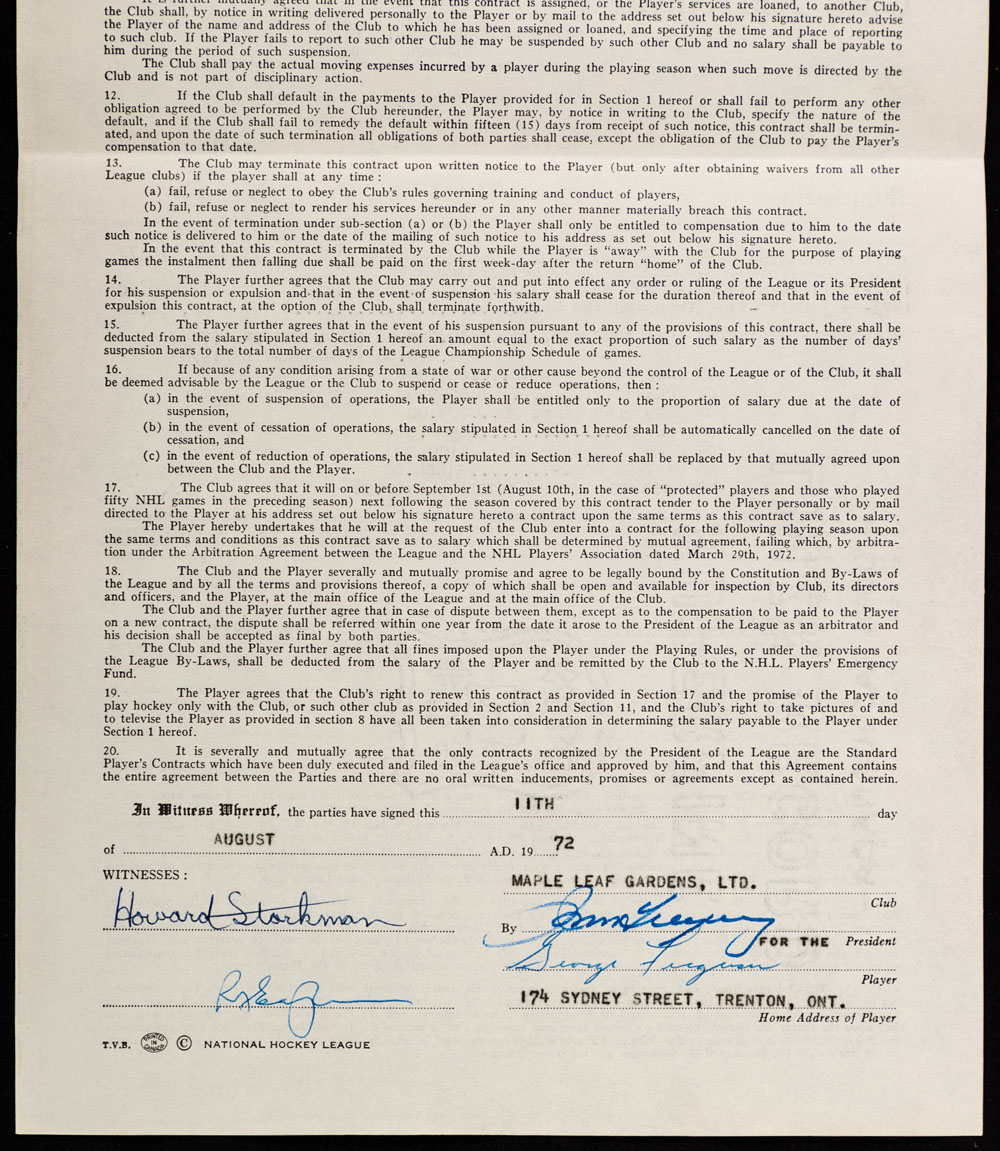 It is further mutually agreed that in the event that this contract is assigned, or the Player's services are loaned, to another Club,
the Club shall, by notice in writing delivered personally to the Player or by mail to the address set out below his signature hereto advise
the Player of the name and address of the Club to which he has been assigned or loaned, and specifying the time and place of reporting
to such club. If the Player fails to report to such other Club he may be suspended by such other Club and no salary shall be payable to
him during the period of such suspension.
The Club shall pay the actual moving expenses incurred by a player during the playing season when such move is directed by the
Club and is not part of disciplinary action.
12. If the Club shall default in the payments to the Player provided for in Section 1 hereof or shall fail to perform any other
obligation agreed to be performed by the Club hereunder, the Player may, by notice in writing to the Club, specify the nature of the
default, and if the Club shall fail to remedy the default within fifteen (15) days from receipt of such notice, this contract shall be termin-
ated, and upon the date of such termination all obligations of both parties shall cease, except the obligation of the Club to pay the Player's
compensation to that date.
13. The Club may terminate this contract upon written notice to the Player (but only after obtaining waivers from all other
League clubs) if the player shall at any time :
(a) fail, refuse or neglect to obey the Club's rules governing training and conduct of players,
(b) fail, refuse or neglect to render his services hereunder or in any other manner materially breach this contract.
In the event of termination under sub-section (a) or (b) the Player shall only be entitled to compensation due to him to the date
such notice is delivered to him or the date of the mailing of such notice to his address as set out below his signature hereto.
In the event that this contract is terminated by the Club while the Player is "away" with the Club for the purpose of playing
games the instalment then falling due shall be paid on the first week-day after the return "home" of the Club.
14. The Player further agrees that the Club may carry out and put into effect any order or ruling of the League or its President
for his suspension or expulsion and that in the event of suspension his salary shall cease for the duration thereof and that in the event of
expulsion this contract, at the option of the Club, shall terminate forthwith.
15. The Player further agrees that in the event of his suspension pursuant to any of the provisions of this contract, there shall be
deducted from the salary stipulated in Section 1 hereof an amount equal to the exact proportion of such salary as the number of days'
suspension bears to the total number of days of the League Championship Schedule of games.
16. If because of any condition arising from a state of war or other cause beyond the control of the League or of the Club, it shall
be deemed advisable by the League or the Club to suspend or cease or reduce operations, then :
(a) in the event of suspension of operations, the Player shall be entitled only to the proportion of salary due at the date of
suspension,
(b) in the event of cessation of operations, the salary stipulated in Section 1 hereof shall be automatically cancelled on the date of
cessation, and
(c) in the event of reduction of operations, the salary stipulated in Section 1 hereof shall be replaced by that mutually agreed upon
between the Club and the Player.
17. The Club agrees that it will on or before September 1st (August 10th, in the case of "protected" players and those who played
fifty NHL games in the preceding season) next following the season covered by this contract tender to the Player personally or by mail
directed to the Player at his address set out below his signature hereto a contract upon the same terms as this contract save as to salary.
The Player hereby undertakes that he will at the request of the Club enter into a contract for the following playing season upon
the same terms and conditions as this contract save as to salary which shall be determined by mutual agreement, failing which, by arbitra-
tion under the Arbitration Agreement between the League and the NHL Players' Association dated March 29th, 1972.
18. The Club and the Player severally and mutually promise and agree to be legally bound by the Constitution and By-Laws of
the League and by all the terms and provisions thereof, a copy of which shall be open and available for inspection by Club, its directors
and officers, and the Player, at the main office of the League and at the main office of the Club.
The Club and the Player further agree that in case of dispute between them, except as to the compensation to be paid to the Player
on a new contract, the dispute shall be referred within one year from the date it arose to the President of the League as an arbitrator and
his decision shall be accepted as final by both parties.
The Club and the Player further agree that all fines imposed upon the Player under the Playing Rules, or under the provisions of
the League By-Laws, shall be deducted from the salary of the Player and be remitted by the Club to the N.H.L. Players' Emergency
Fund.
19. The Player agrees that the Club's right to renew this contract as provided in Section 17 and the promise of the Player to
play hockey only with the Club, or such other club as provided in Section 2 and Section 11, and the Club's right to take pictures of and
to televise the Player as provided in section 8 have all been taken into consideration in determining the salary payable to the Player under
Section 1 hereof.
20. It is severally and mutually agree that the only contracts recognized by the President of the League are the Standard
Player's Contracts which have been duly executed and filed in the League's office and approved by him, and that this Agreement contains
the entire agreement between the Parties and there are no oral written inducements, promises or agreements except as contained herein.
In Witness Whereof, the parties have signed this 11TH day
of AUGUST A.D. 19 72
WITNESSES :
MAPLE LEAF GARDENS, LTD.
Club
Howard Starkman
By
FOR THE President
George Ferguson
Player
174 SYDNEY STREET, TRENTON, ONT.
Home Address of Player
T.V.B. PRINTED IN CANADA © NATIONAL HOCKEY LEAGUE